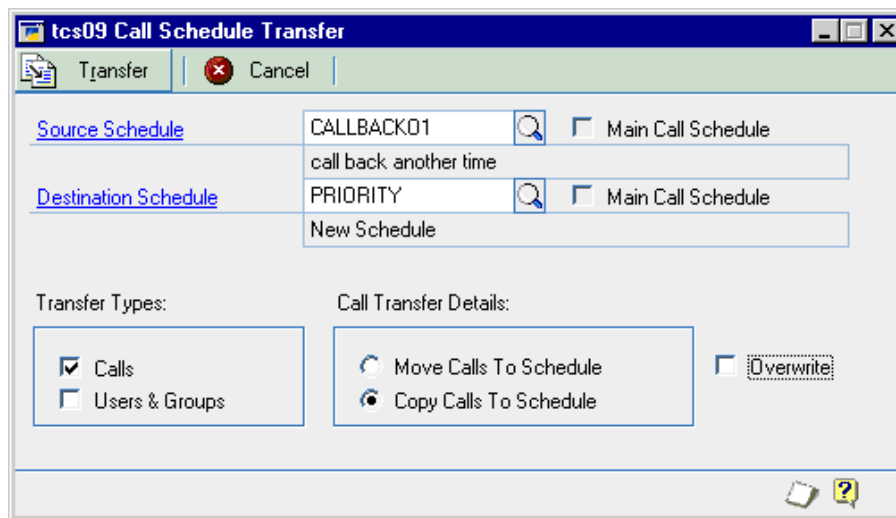 tcs09 Call Schedule Transfer
Transfer Cancel
Source Schedule CALLBACK01 Main Call Schedule
call back another time
Destination Schedule PRIORITY Main Call Schedule
New Schedule
Transfer Types: Call Transfer Details:
Calls Move Calls To Schedule Overwrite
Users & Groups Copy Calls To Schedule